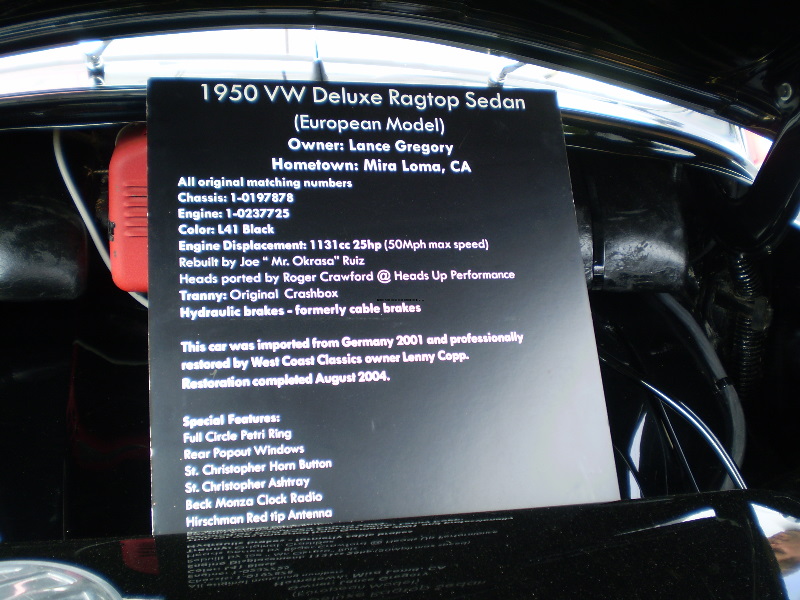 1950 VW Deluxe Ragtop Sedan
(European Model)
Owner: Lance Gregory
Hometown: Mira Loma, CA
All original matching numbers
Chassis: 1-0197878
Engine: 1-0237725
Color: L41 Black
Engine Displacement: 1131cc 25hp (50Mph max speed)
Rebuilt by Joe " Mr. Okrasa" Ruiz
Heads ported by Roger Crawford @ Heads Up Performance
Tranny: Original Crashbox
Hydraulic brakes - formerly cable brakes
This car was imported from Germany 2001 and professionally
restored by West Coast Classics owner Lenny Copp.
Restoration completed August 2004.
Special Features:
Full Circle Petri Ring
Rear Popout Windows
St. Christopher Horn Button
St. Christopher Ashtray
Beck Monza Clock Radio
Hirschman Red tip Antenna